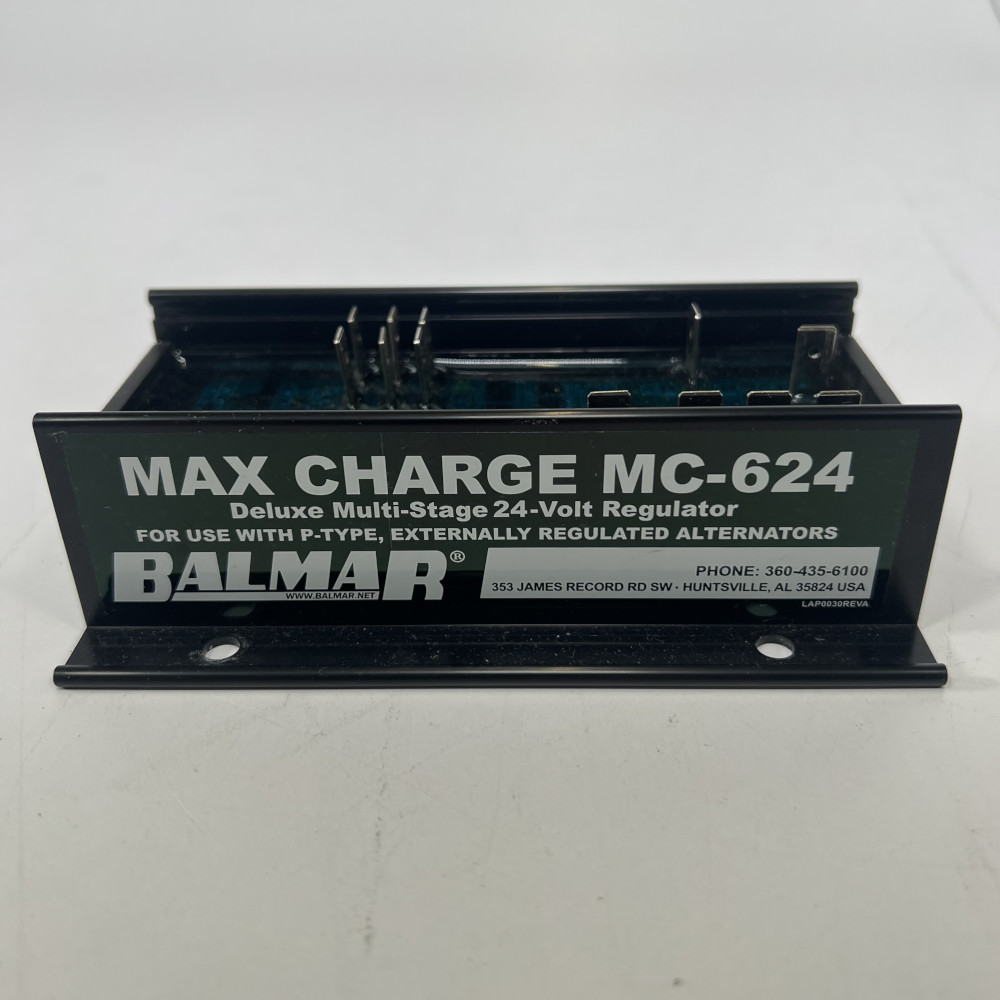 MAX CHARGE MC-624
Deluxe Multi-Stage 24-Volt Regulator
FOR USE WITH P-TYPE, EXTERNALLY REGULATED ALTERNATORS
BALMAR®
WWW.BALMAR.NET
PHONE: 360-435-6100
353 JAMES RECORD RD SW · HUNTSVILLE, AL 35824 USA
LAP0030REVA